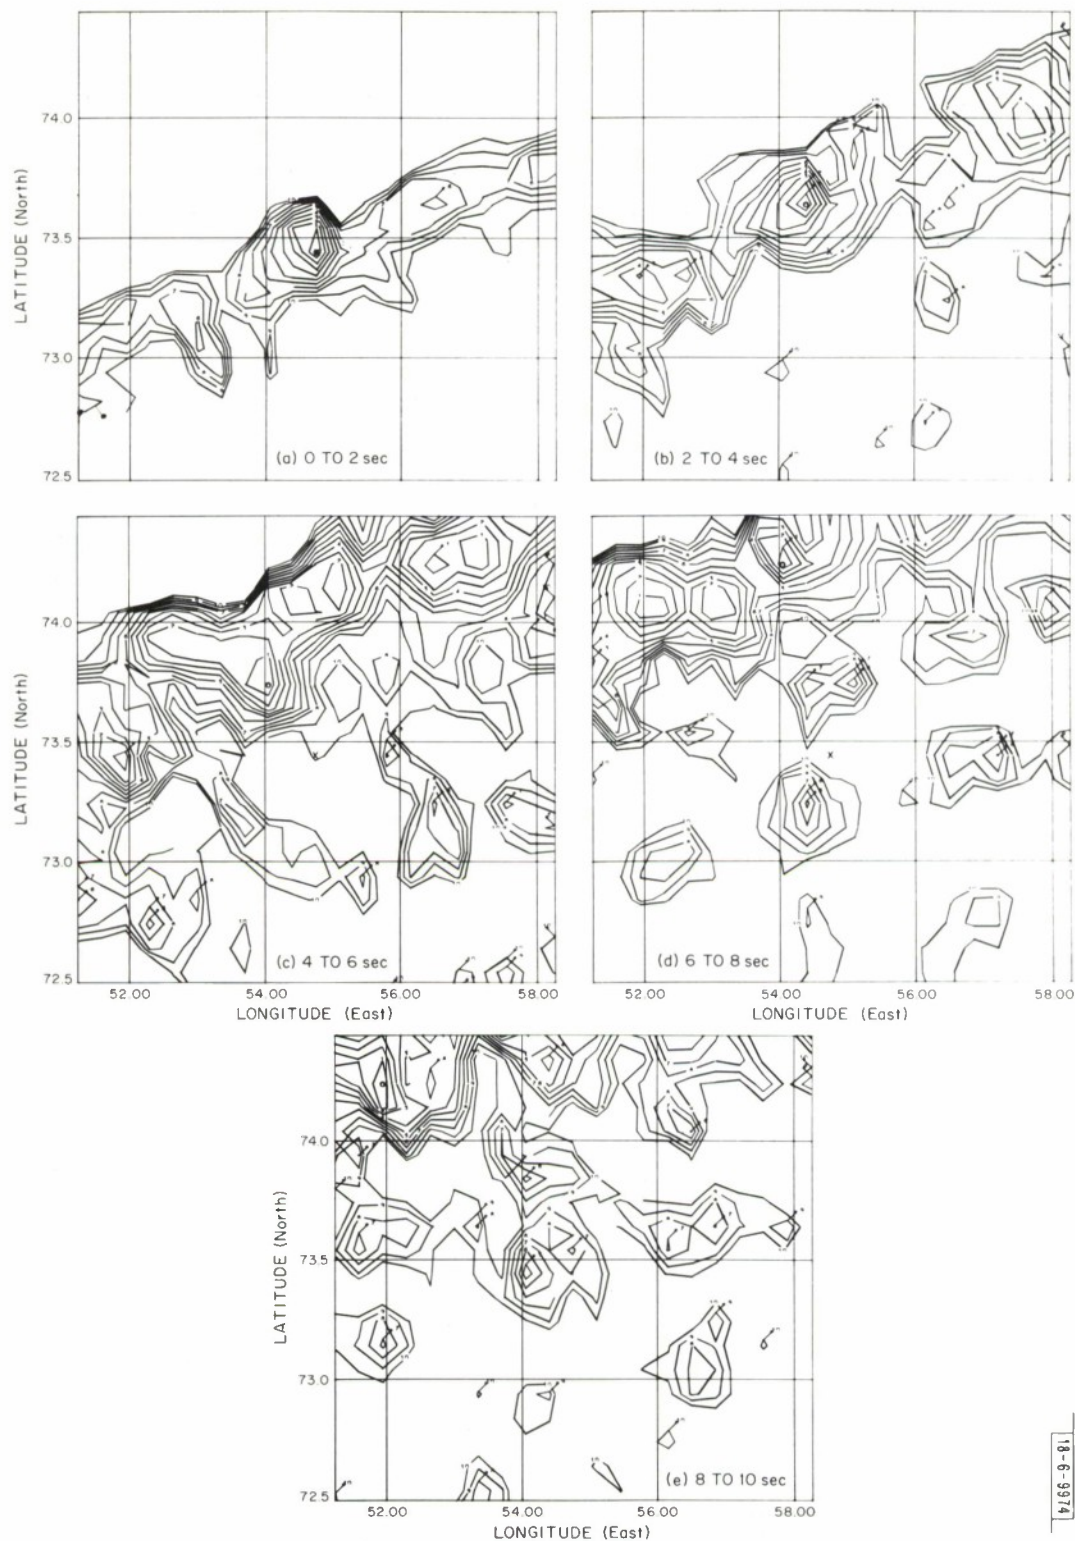 LATITUDE (North)
74.0
73.5
73.0
72.5
(a) 0 TO 2 sec
(b) 2 TO 4 sec
LATITUDE (North)
74.0
73.5
73.0
72.5
(c) 4 TO 6 sec
(d) 6 TO 8 sec
52.00
54.00
56.00
58.00
52.00
54.00
56.00
58.00
LONGITUDE (East)
LONGITUDE (East)
LATITUDE (North)
74.0
73.5
73.0
72.5
(e) 8 TO 10 sec
52.00
54.00
56.00
58.00
LONGITUDE (East)
18-6-9974